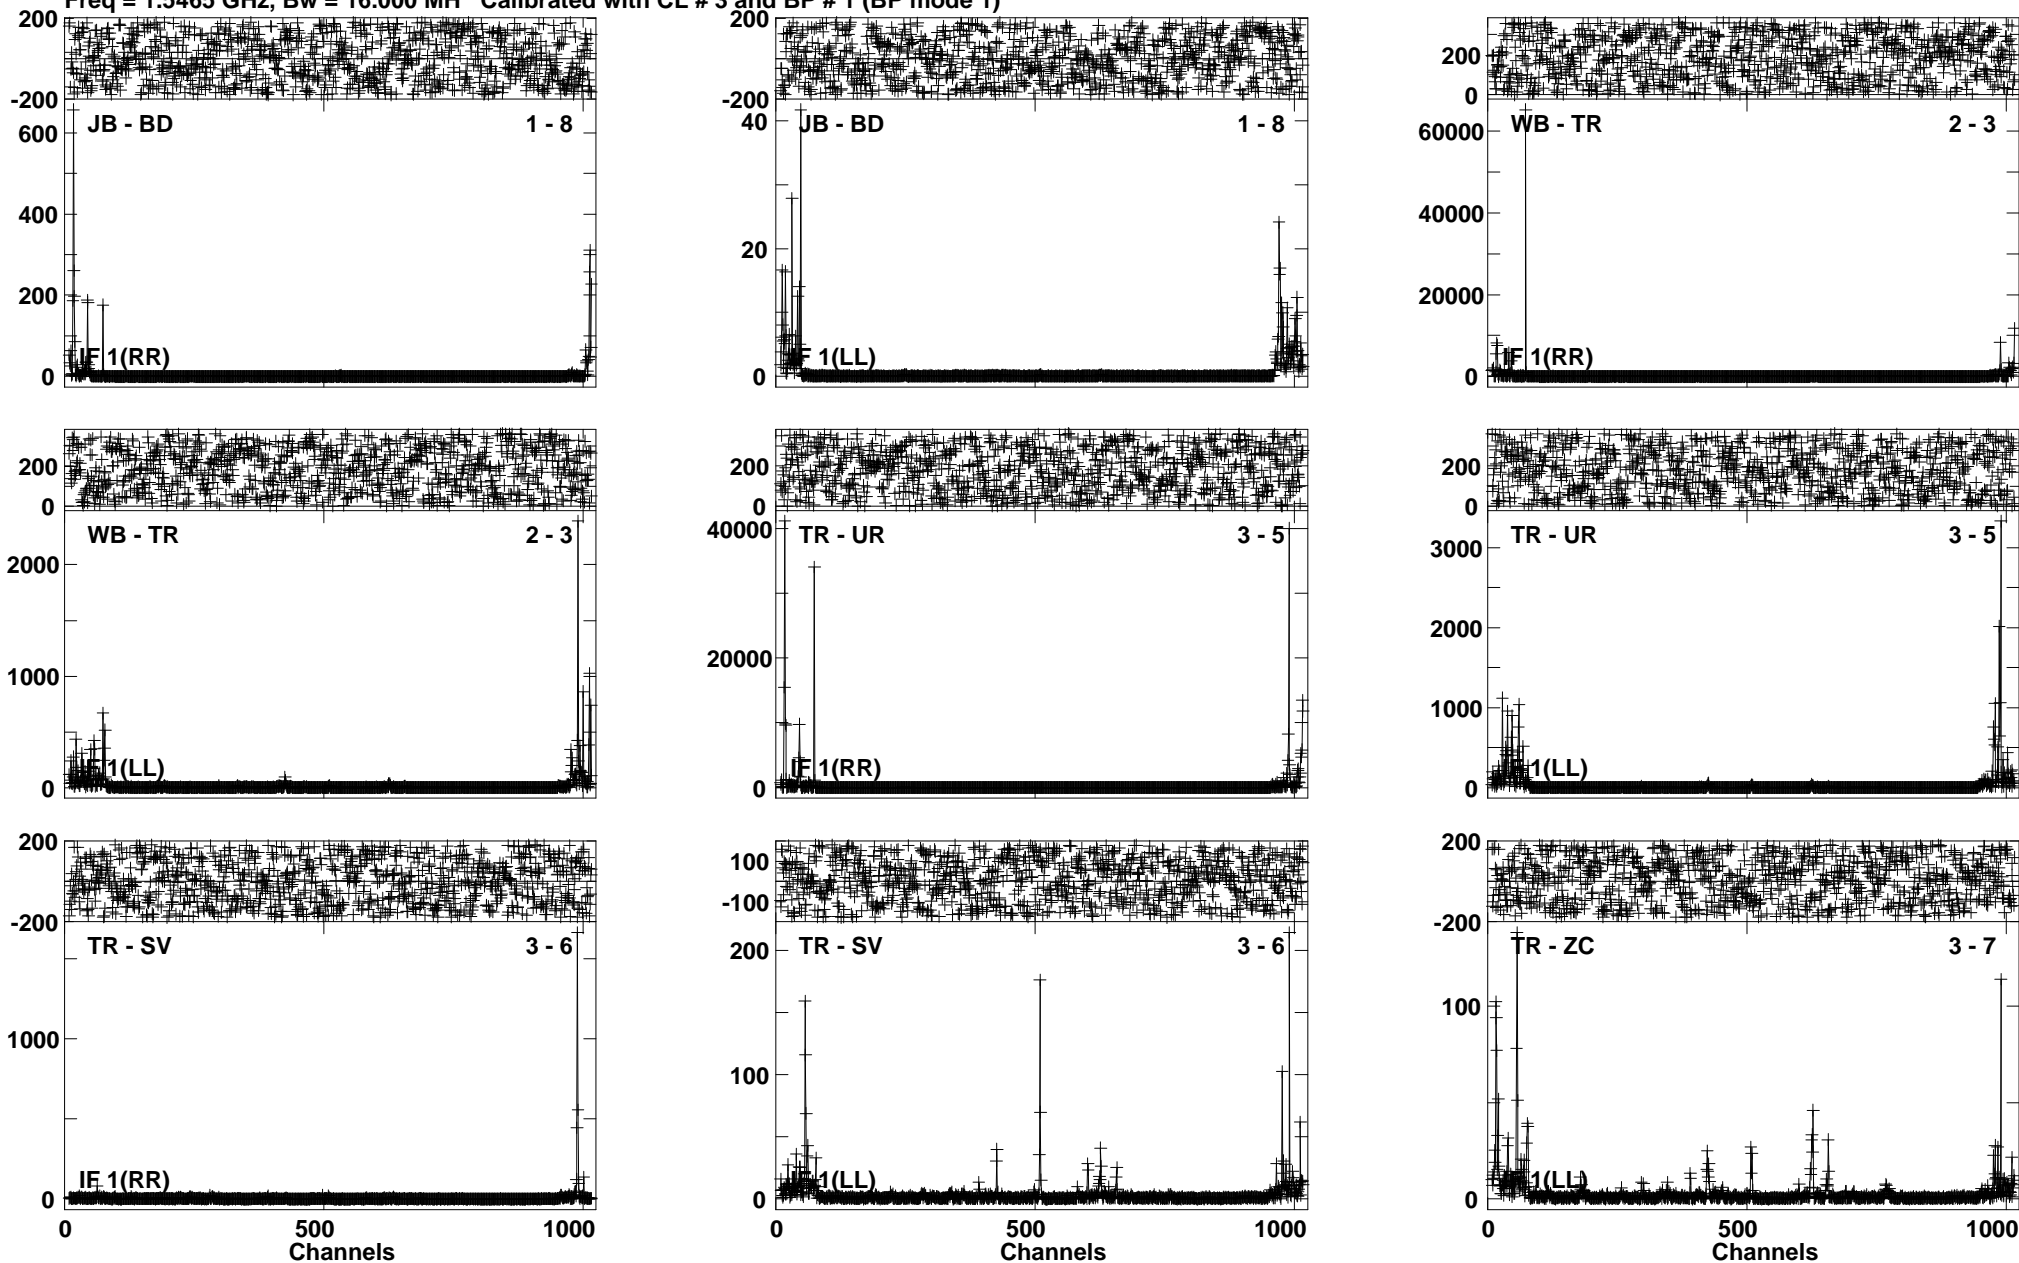 Freq = 1.5465 GHz, Bw = 16.000 MH Calibrated with CL # 3 and BP # 1 (BP mode 1)
200
-200
600
400
200
0
JB - BD 1 - 8
IF 1(RR)
200
-200
40
20
0
JB - BD 1 - 8
IF 1(LL)
200
0
60000
40000
20000
0
WB - TR 2 - 3
IF 1(RR)
200
0
2000
1000
0
WB - TR 2 - 3
IF 1(LL)
200
0
40000
20000
0
TR - UR 3 - 5
IF 1(RR)
200
0
3000
2000
1000
0
TR - UR 3 - 5
1(LL)
200
-200
1000
0
TR - SV 3 - 6
IF 1(RR)
0 500 1000
Channels
100
-100
200
100
0
TR - SV 3 - 6
IF 1(LL)
0 500 1000
Channels
200
-200
100
0
TR - ZC 3 - 7
IF 1(LL)
0 500 1000
Channels